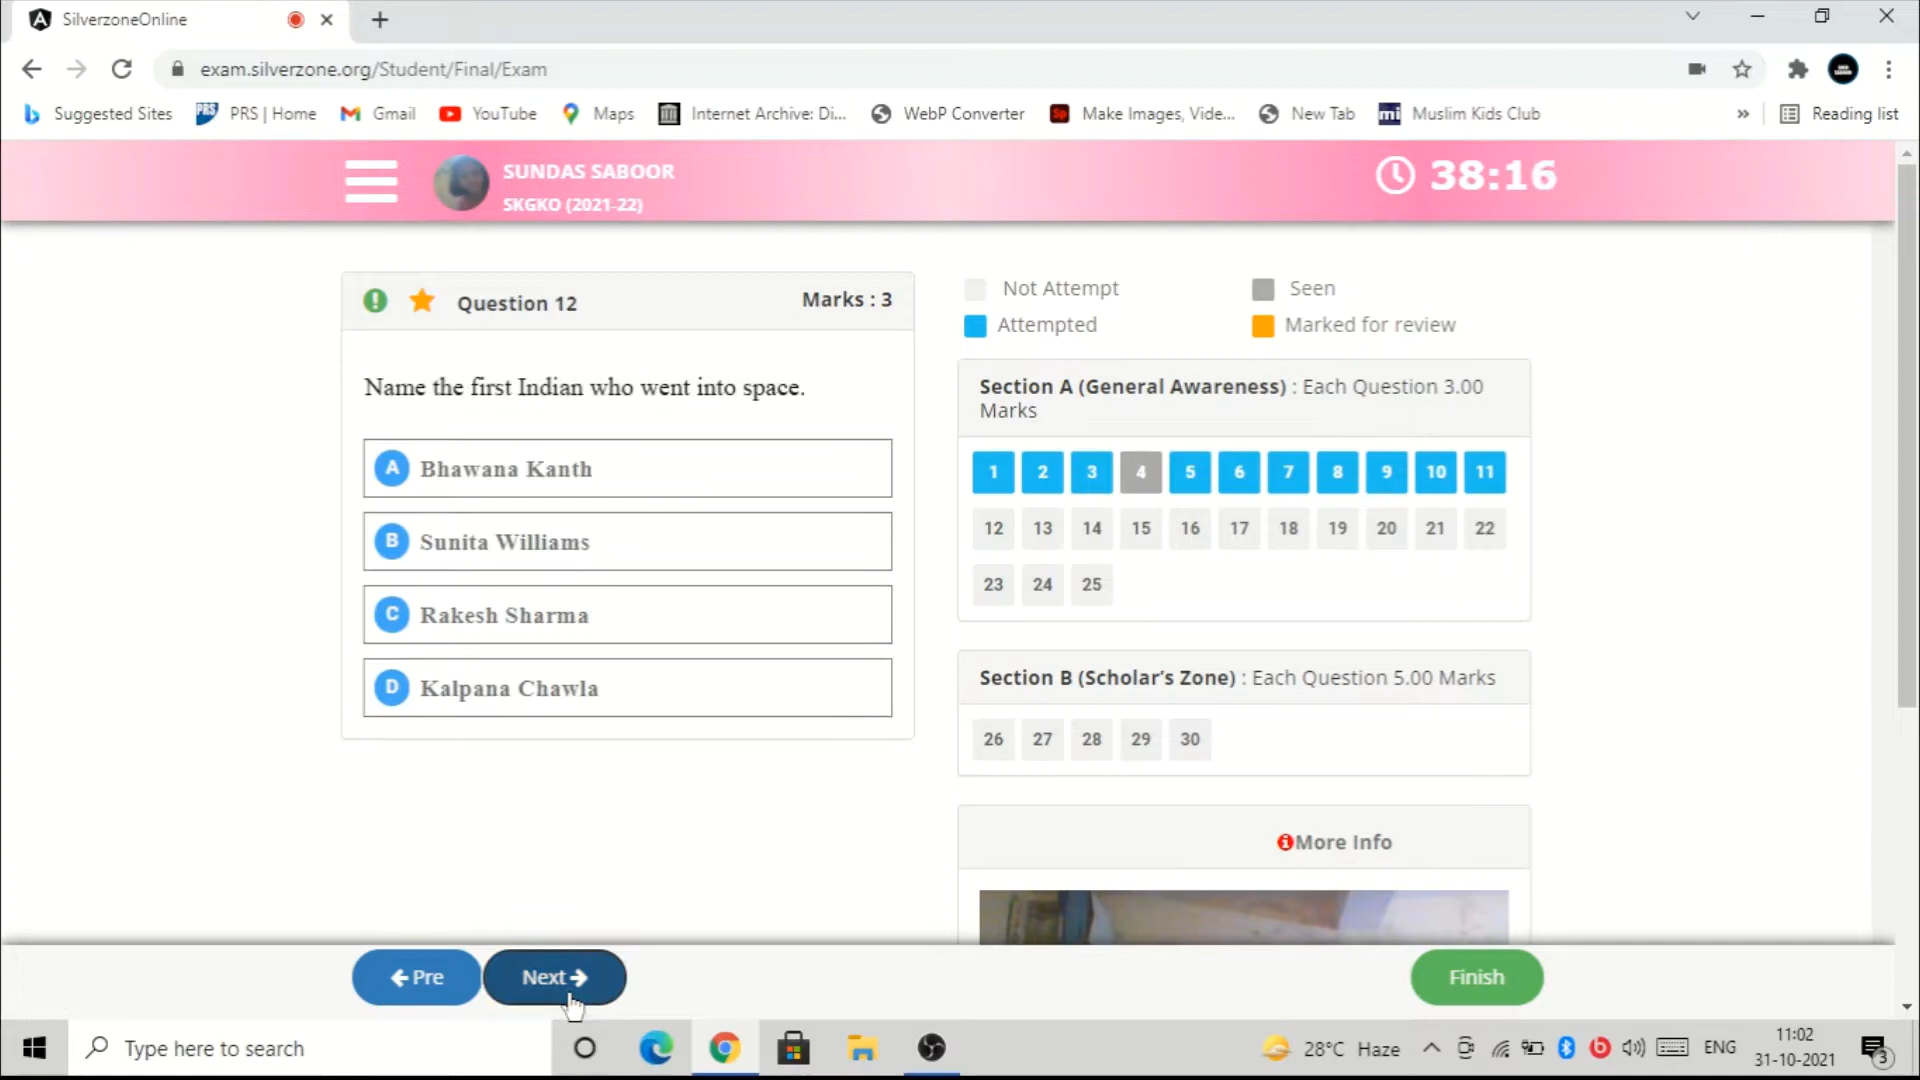 SilverzoneOnline
exam.silverzone.org/Student/Final/Exam
Suggested Sites
PRS | Home
Gmail
YouTube
Maps
Internet Archive: Di...
WebP Converter
Make Images, Vide...
New Tab
Muslim Kids Club
»
Reading list
SUNDAS SABOOR
SKGKO (2021-22)
38:16
Question 12
Marks : 3
Name the first Indian who went into space.
A Bhawana Kanth
B Sunita Williams
C Rakesh Sharma
D Kalpana Chawla
Not Attempt
Seen
Attempted
Marked for review
Section A (General Awareness) : Each Question 3.00
Marks
1 2 3 4 5 6 7 8 9 10 11
12 13 14 15 16 17 18 19 20 21 22
23 24 25
Section B (Scholar's Zone) : Each Question 5.00 Marks
26 27 28 29 30
More Info
Pre
Next
Finish
Type here to search
28°C Haze
ENG
11:02
31-10-2021
3